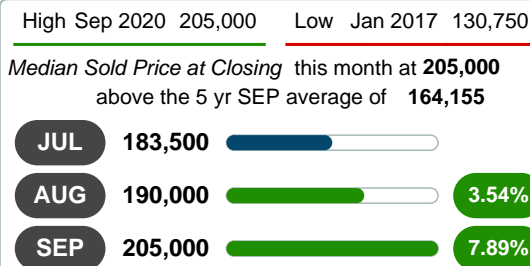 High Sep 2020 205,000 Low Jan 2017 130,750
Median Sold Price at Closing this month at 205,000
above the 5 yr SEP average of 164,155
JUL 183,500
AUG 190,000 3.54%
SEP 205,000 7.89%